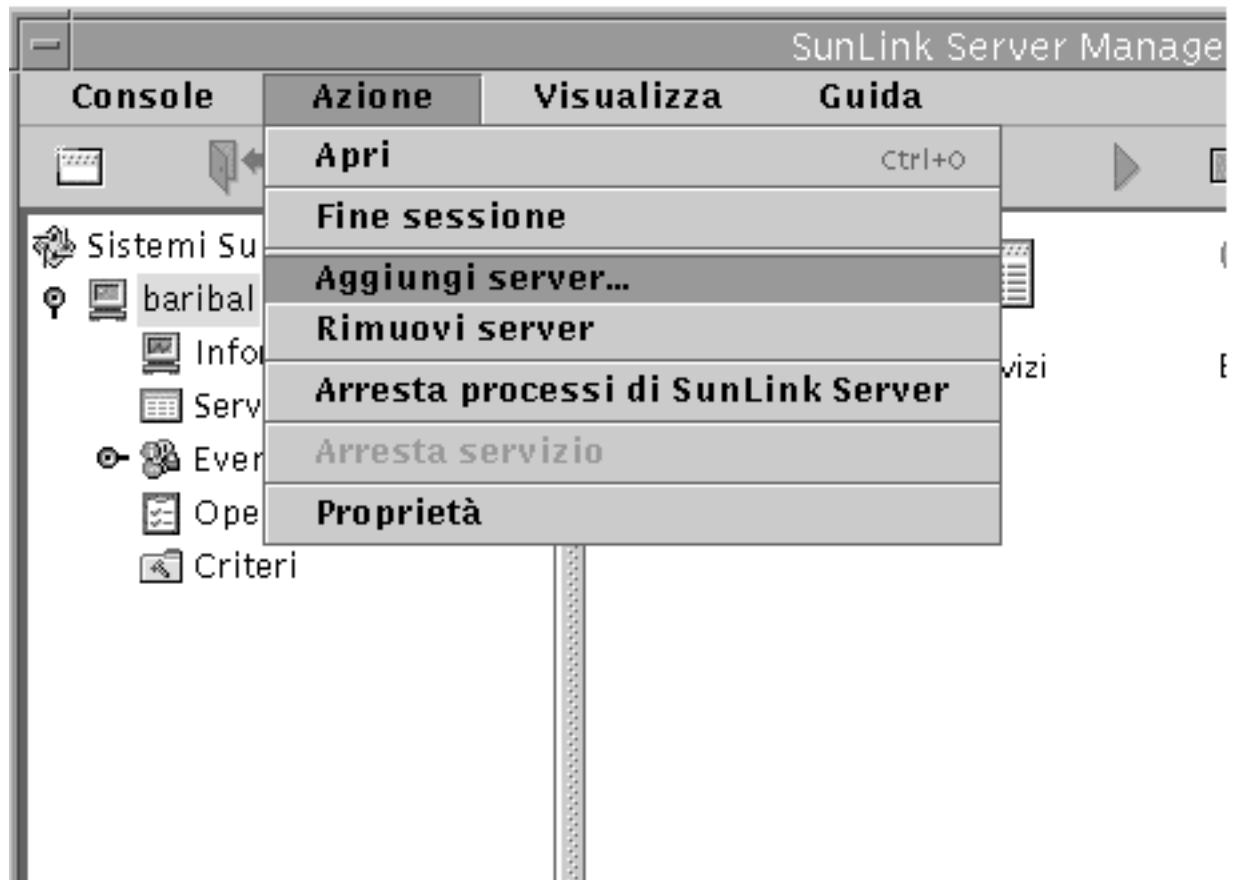 SunLink Server Manage
Console Azione Visualizza Guida
Apri Ctrl+O
Fine sessione
Sistemi Su
Aggiungi server...
baribal
Rimuovi server
Infor
vizi
Arresta processi di SunLink Server
Serv
Arresta servizio
Ever
Proprietà
Ope
Criteri